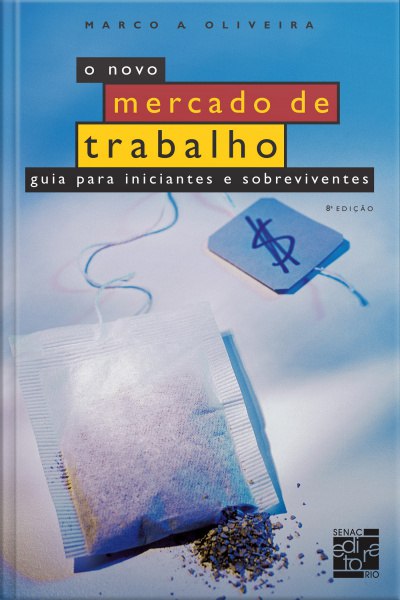 MARCO A OLIVEIRA
o novo
mercado de
trabalho
guia para iniciantes e sobreviventes
8ª EDIÇÃO
$
SENAC
editora
RIO